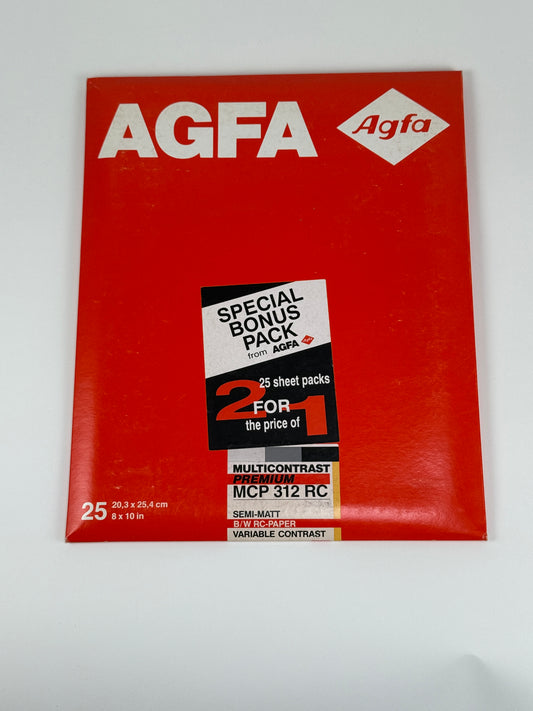 AGFA
Agfa
SPECIAL
BONUS
PACK
from AGFA
25 sheet packs
2 FOR 1
the price of
MULTICONTRAST
PREMIUM
MCP 312 RC
SEMI-MATT
B/W RC-PAPER
VARIABLE CONTRAST
25 20,3 x 25,4 cm
8 x 10 in